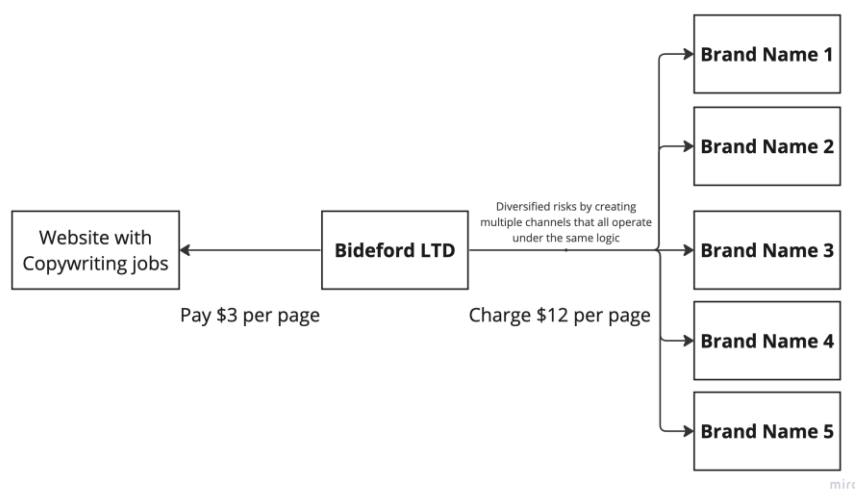 Brand Name 1
Brand Name 2
Diversified risks by creating
multiple channels that all operate
under the same logic
Website with
Copywriting jobs
Bideford LTD
Brand Name 3
Pay $3 per page
Charge $12 per page
Brand Name 4
Brand Name 5